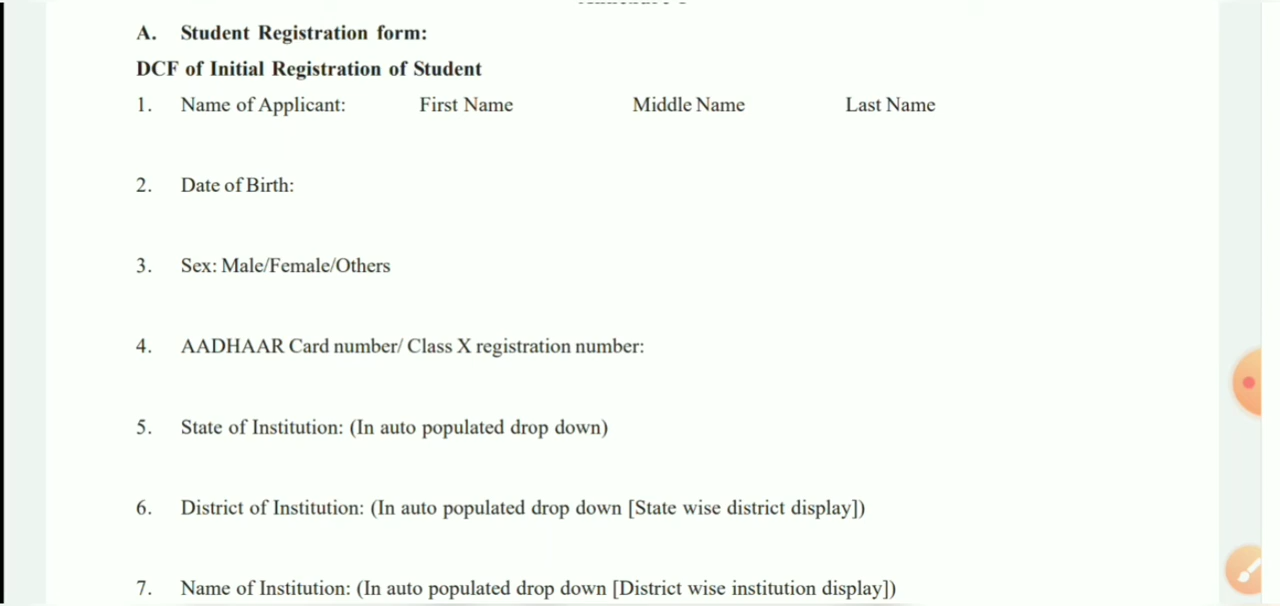 A. Student Registration form:
DCF of Initial Registration of Student
1. Name of Applicant: First Name Middle Name Last Name
2. Date of Birth:
3. Sex: Male/Female/Others
4. AADHAAR Card number/ Class X registration number:
5. State of Institution: (In auto populated drop down)
6. District of Institution: (In auto populated drop down [State wise district display])
7. Name of Institution: (In auto populated drop down [District wise institution display])